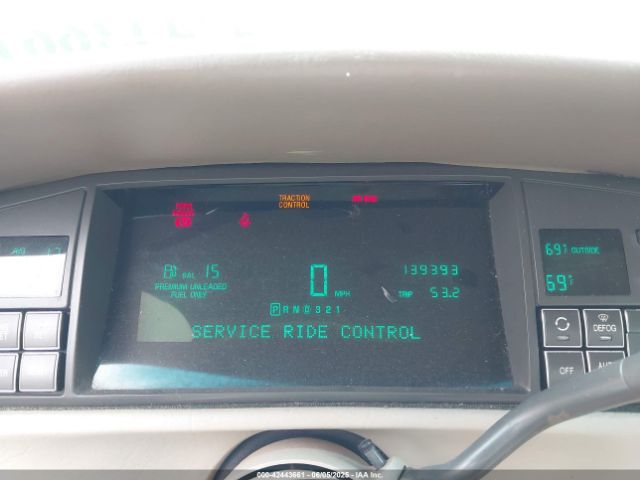 TRACTION
CONTROL
GAL 15
PREMIUM UNLEADED
FUEL ONLY
0 MPH
139393
TRIP 53.2
P R N D 3 2 1
SERVICE RIDE CONTROL
69°F OUTSIDE
69°F
DEFOG
OFF
000-42443661 - 06/05/2025 - IAA Inc.